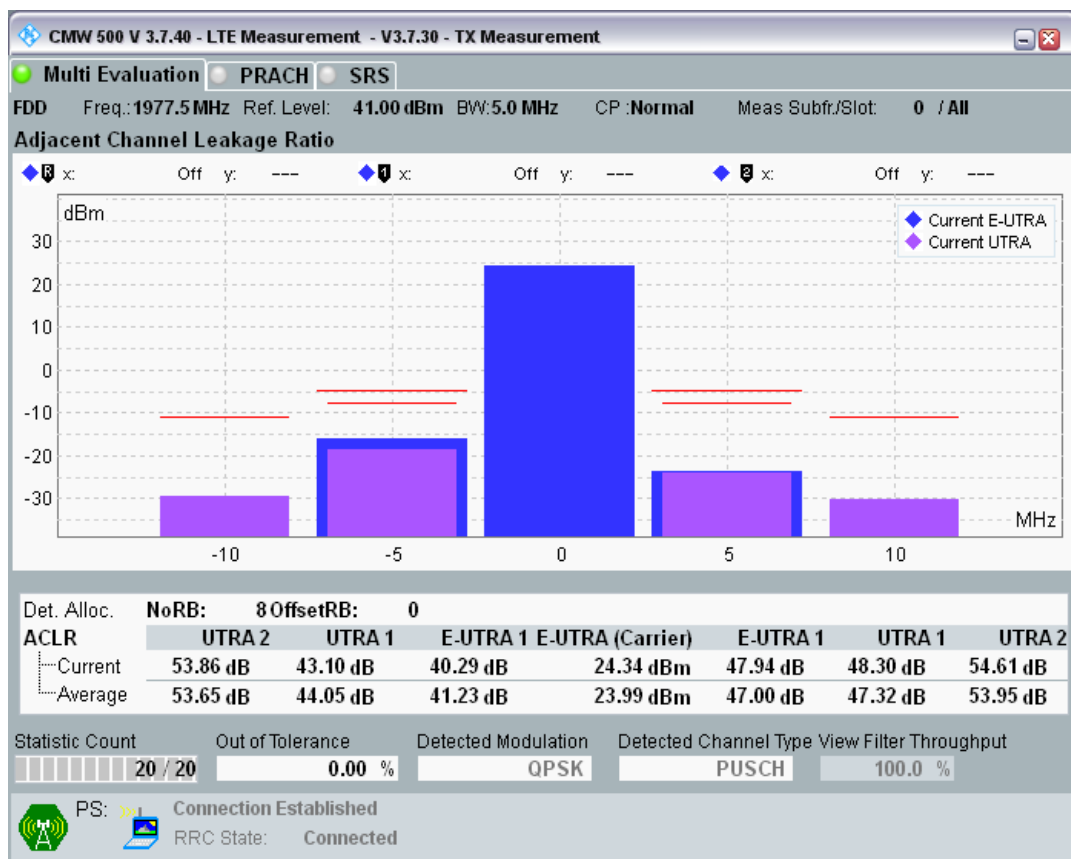 CMW 500 V 3.7.40 - LTE Measurement - V3.7.30 - TX Measurement
Multi Evaluation PRACH SRS
FDD Freq.: 1977.5 MHz Ref. Level: 41.00 dBm BW: 5.0 MHz CP : Normal Meas Subfr./Slot: 0 / All
Adjacent Channel Leakage Ratio
R x: Off y: --- 1 x: Off y: --- 2 x: Off y: ---
dBm
Current E-UTRA
Current UTRA
30
20
10
0
-10
-20
-30
MHz
-10 -5 0 5 10
Det. Alloc. NoRB: 8 OffsetRB: 0
ACLR UTRA 2 UTRA 1 E-UTRA 1 E-UTRA (Carrier) E-UTRA 1 UTRA 1 UTRA 2
Current 53.86 dB 43.10 dB 40.29 dB 24.34 dBm 47.94 dB 48.30 dB 54.61 dB
Average 53.65 dB 44.05 dB 41.23 dB 23.99 dBm 47.00 dB 47.32 dB 53.95 dB
Statistic Count Out of Tolerance Detected Modulation Detected Channel Type View Filter Throughput
20 / 20 0.00 % QPSK PUSCH 100.0 %
PS: Connection Established
RRC State: Connected